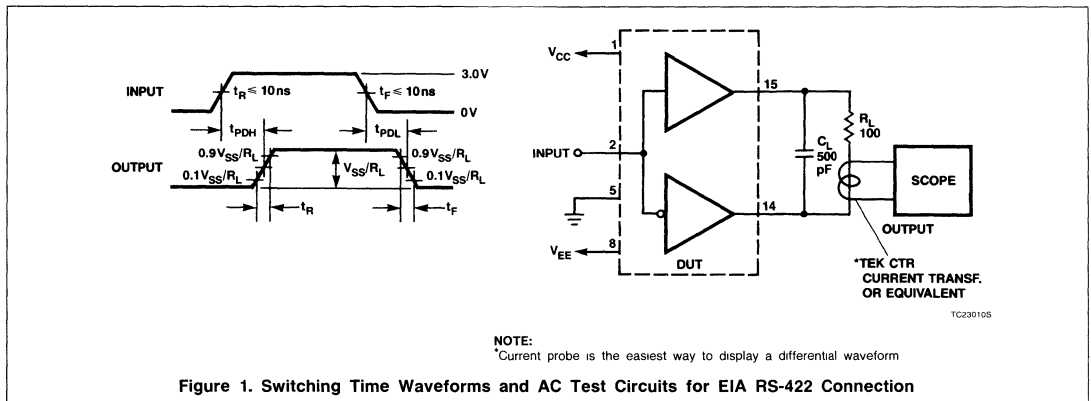 INPUT
3.0V
tR ≤ 10ns
tF ≤ 10ns
0V
tPDH
tPDL
OUTPUT
0.9VSS/RL
0.1VSS/RL
VSS/RL
0.9VSS/RL
0.1VSS/RL
tR
tF
VCC
1
15
INPUT
2
5
VEE
8
14
DUT
CL
500
pF
RL
100
SCOPE
OUTPUT
*TEK CTR
CURRENT TRANSF.
OR EQUIVALENT
TC23010S
NOTE:
*Current probe is the easiest way to display a differential waveform
Figure 1. Switching Time Waveforms and AC Test Circuits for EIA RS-422 Connection